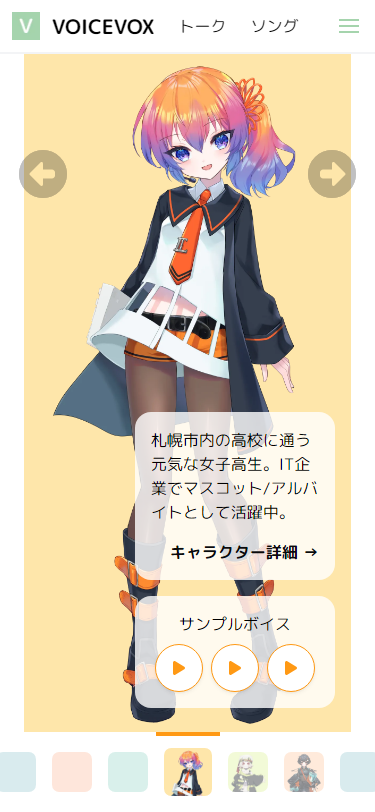 V VOICEVOX トーク ソング
札幌市内の高校に通う
元気な女子高生。IT企
業でマスコット/アルバ
イトとして活躍中。
キャラクター詳細 →
サンプルボイス